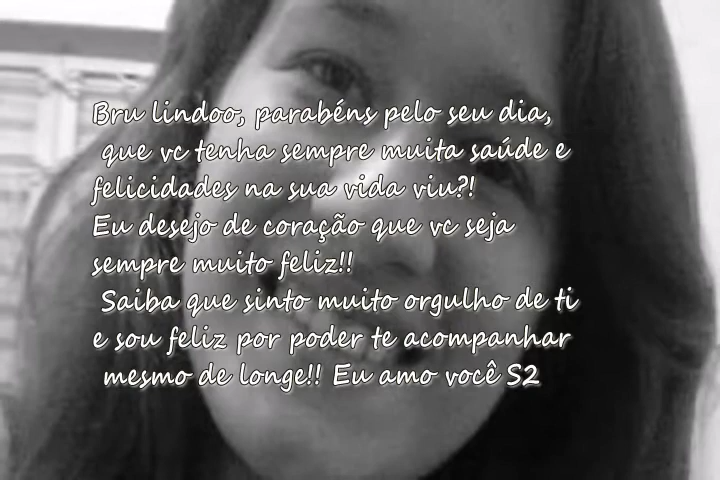 Bru lindoo, parabéns pelo seu dia,
que vc tenha sempre muita saúde e
felicidades na sua vida viu?!
Eu desejo de coração que vc seja
sempre muito feliz!!
Saiba que sinto muito orgulho de ti
e sou feliz por poder te acompanhar
mesmo de longe!! Eu amo você S2